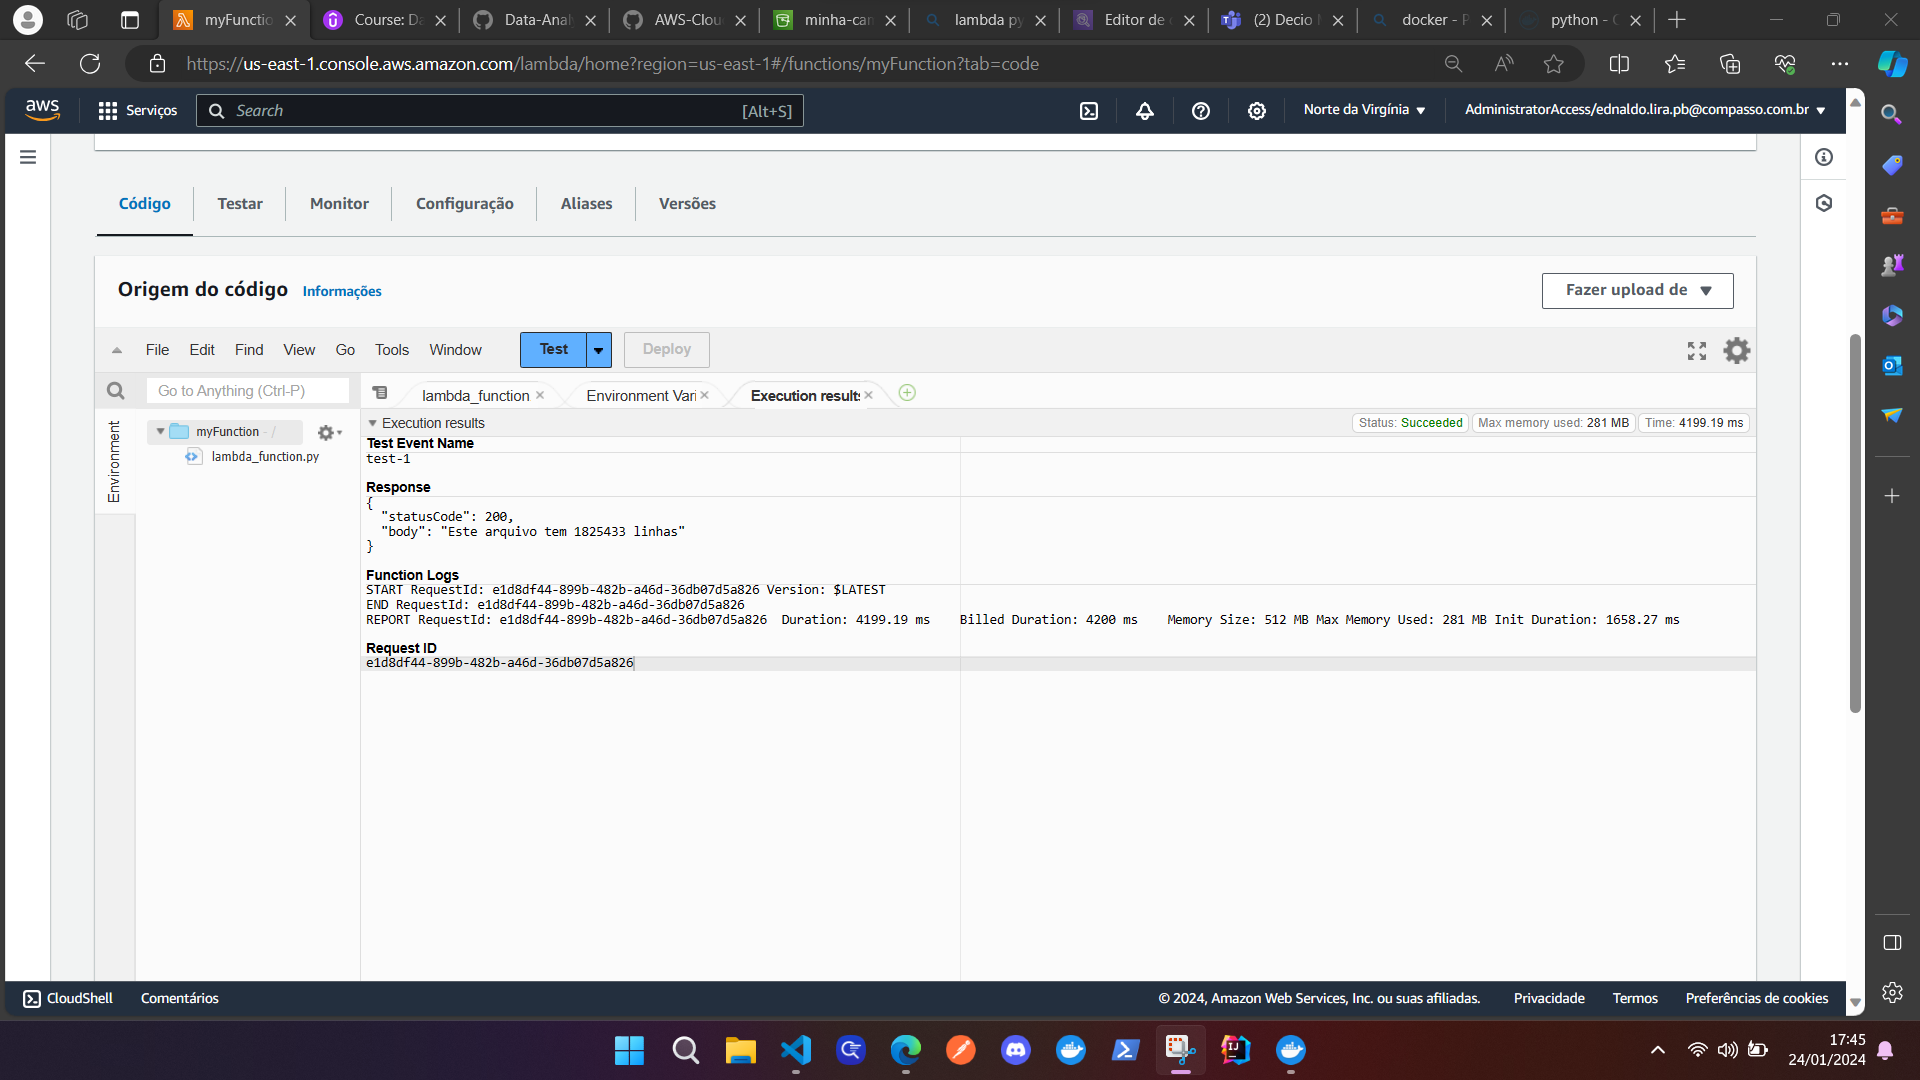 myFunctio
Course: Da
Data-Anal
AWS-Clou
minha-can
lambda py
Editor de
(2) Decio
docker - P
python -
https://us-east-1.console.aws.amazon.com/lambda/home?region=us-east-1#/functions/myFunction?tab=code
aws
Serviços
Search
[Alt+S]
Norte da Virgínia
AdministratorAccess/ednaldo.lira.pb@compasso.com.br
Código
Testar
Monitor
Configuração
Aliases
Versões
Origem do código
Informações
Fazer upload de
File
Edit
Find
View
Go
Tools
Window
Test
Deploy
Go to Anything (Ctrl-P)
lambda_function
Environment Vari
Execution results
Environment
myFunction - /
lambda_function.py
Execution results
Status: Succeeded
Max memory used: 281 MB
Time: 4199.19 ms
Test Event Name
test-1
Response
{
"statusCode": 200,
"body": "Este arquivo tem 1825433 linhas"
}
Function Logs
START RequestId: e1d8df44-899b-482b-a46d-36db07d5a826 Version: $LATEST
END RequestId: e1d8df44-899b-482b-a46d-36db07d5a826
REPORT RequestId: e1d8df44-899b-482b-a46d-36db07d5a826 Duration: 4199.19 ms Billed Duration: 4200 ms Memory Size: 512 MB Max Memory Used: 281 MB Init Duration: 1658.27 ms
Request ID
e1d8df44-899b-482b-a46d-36db07d5a826
CloudShell
Comentários
© 2024, Amazon Web Services, Inc. ou suas afiliadas.
Privacidade
Termos
Preferências de cookies
17:45
24/01/2024